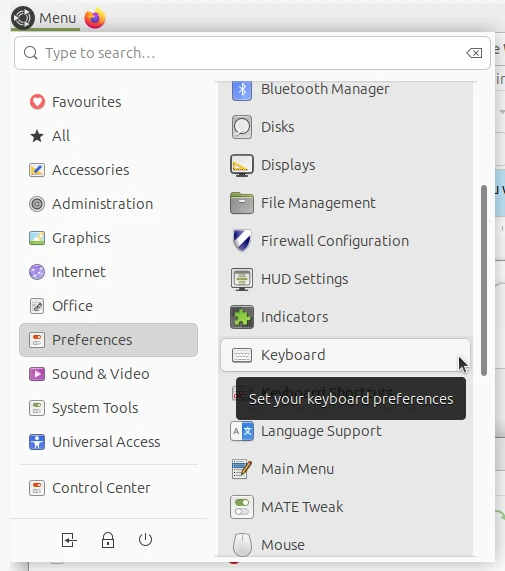 Menu
Type to search...
Favourites
All
Accessories
Administration
Graphics
Internet
Office
Preferences
Sound & Video
System Tools
Universal Access
Control Center
Bluetooth Manager
Disks
Displays
File Management
Firewall Configuration
HUD Settings
Indicators
Keyboard
Keyboard Shortcuts
Set your keyboard preferences
Language Support
Main Menu
MATE Tweak
Mouse